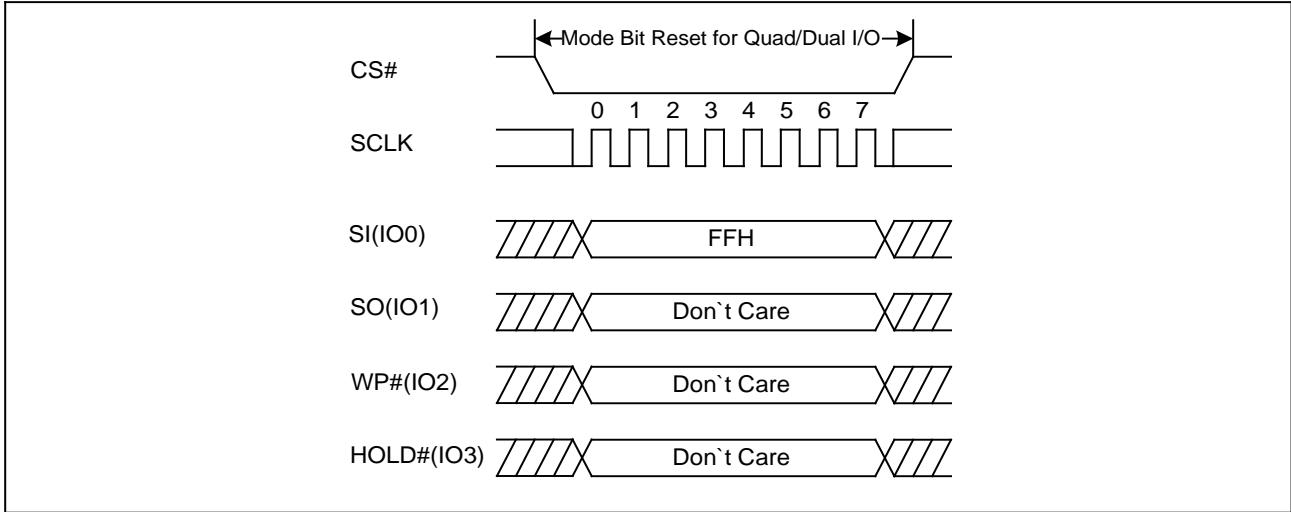 Mode Bit Reset for Quad/Dual I/O
CS#
0 1 2 3 4 5 6 7
SCLK
SI(IO0) FFH
SO(IO1) Don`t Care
WP#(IO2) Don`t Care
HOLD#(IO3) Don`t Care